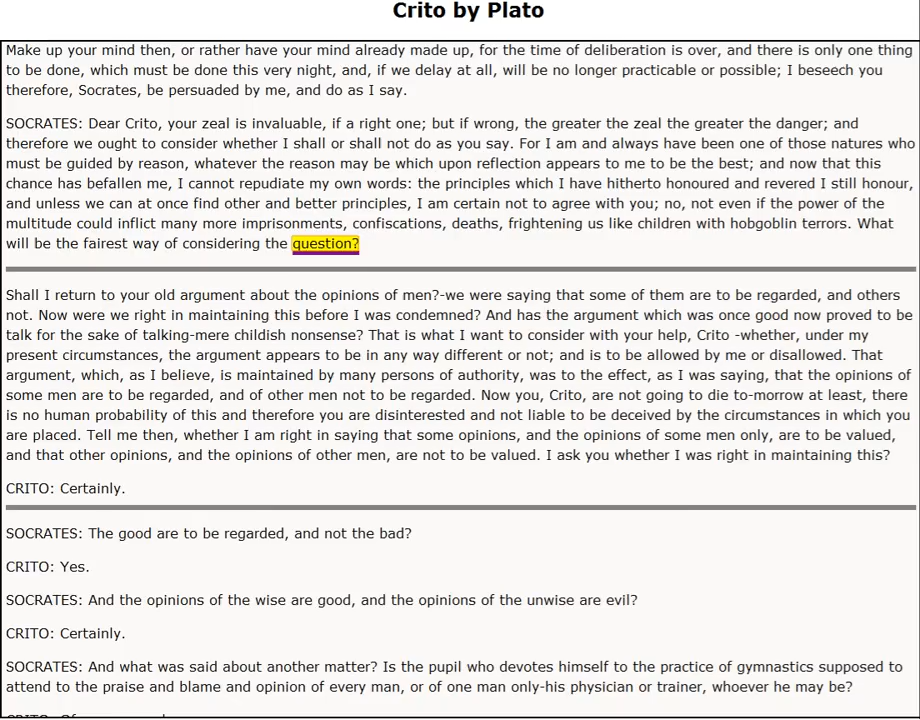 Crito by Plato
Make up your mind then, or rather have your mind already made up, for the time of deliberation is over, and there is only one thing
to be done, which must be done this very night, and, if we delay at all, will be no longer practicable or possible; I beseech you
therefore, Socrates, be persuaded by me, and do as I say.
SOCRATES: Dear Crito, your zeal is invaluable, if a right one; but if wrong, the greater the zeal the greater the danger; and
therefore we ought to consider whether I shall or shall not do as you say. For I am and always have been one of those natures who
must be guided by reason, whatever the reason may be which upon reflection appears to me to be the best; and now that this
chance has befallen me, I cannot repudiate my own words: the principles which I have hitherto honoured and revered I still honour,
and unless we can at once find other and better principles, I am certain not to agree with you; no, not even if the power of the
multitude could inflict many more imprisonments, confiscations, deaths, frightening us like children with hobgoblin terrors. What
will be the fairest way of considering the question?
Shall I return to your old argument about the opinions of men?-we were saying that some of them are to be regarded, and others
not. Now were we right in maintaining this before I was condemned? And has the argument which was once good now proved to be
talk for the sake of talking-mere childish nonsense? That is what I want to consider with your help, Crito -whether, under my
present circumstances, the argument appears to be in any way different or not; and is to be allowed by me or disallowed. That
argument, which, as I believe, is maintained by many persons of authority, was to the effect, as I was saying, that the opinions of
some men are to be regarded, and of other men not to be regarded. Now you, Crito, are not going to die to-morrow at least, there
is no human probability of this and therefore you are disinterested and not liable to be deceived by the circumstances in which you
are placed. Tell me then, whether I am right in saying that some opinions, and the opinions of some men only, are to be valued,
and that other opinions, and the opinions of other men, are not to be valued. I ask you whether I was right in maintaining this?
CRITO: Certainly.
SOCRATES: The good are to be regarded, and not the bad?
CRITO: Yes.
SOCRATES: And the opinions of the wise are good, and the opinions of the unwise are evil?
CRITO: Certainly.
SOCRATES: And what was said about another matter? Is the pupil who devotes himself to the practice of gymnastics supposed to
attend to the praise and blame and opinion of every man, or of one man only-his physician or trainer, whoever he may be?